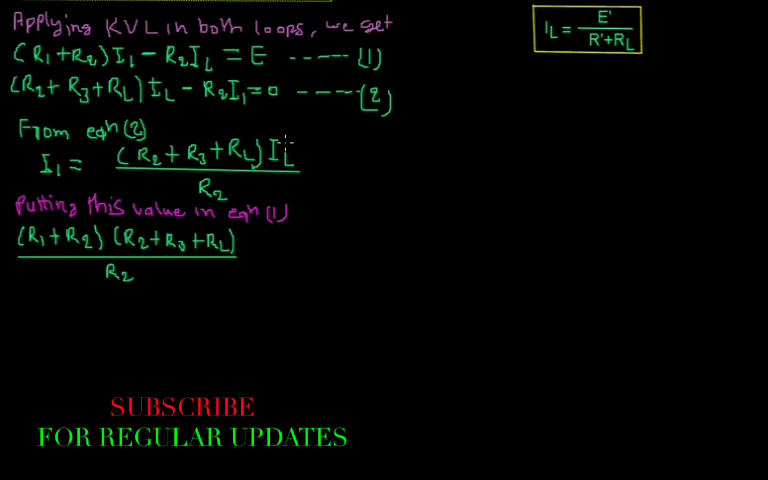 Applying KVL in both loops, we get
(R1+R2)I1 - R2IL = E ------ (1)
(R2+R3+RL)IL - R2I1=0 ------(2)
From eqn(2)
I1 = (R2+R3+RL)IL / R2
Putting this value in eqn(1)
(R1+R2)(R2+R3+RL) / R2
IL = E' / R'+RL
SUBSCRIBE
FOR REGULAR UPDATES